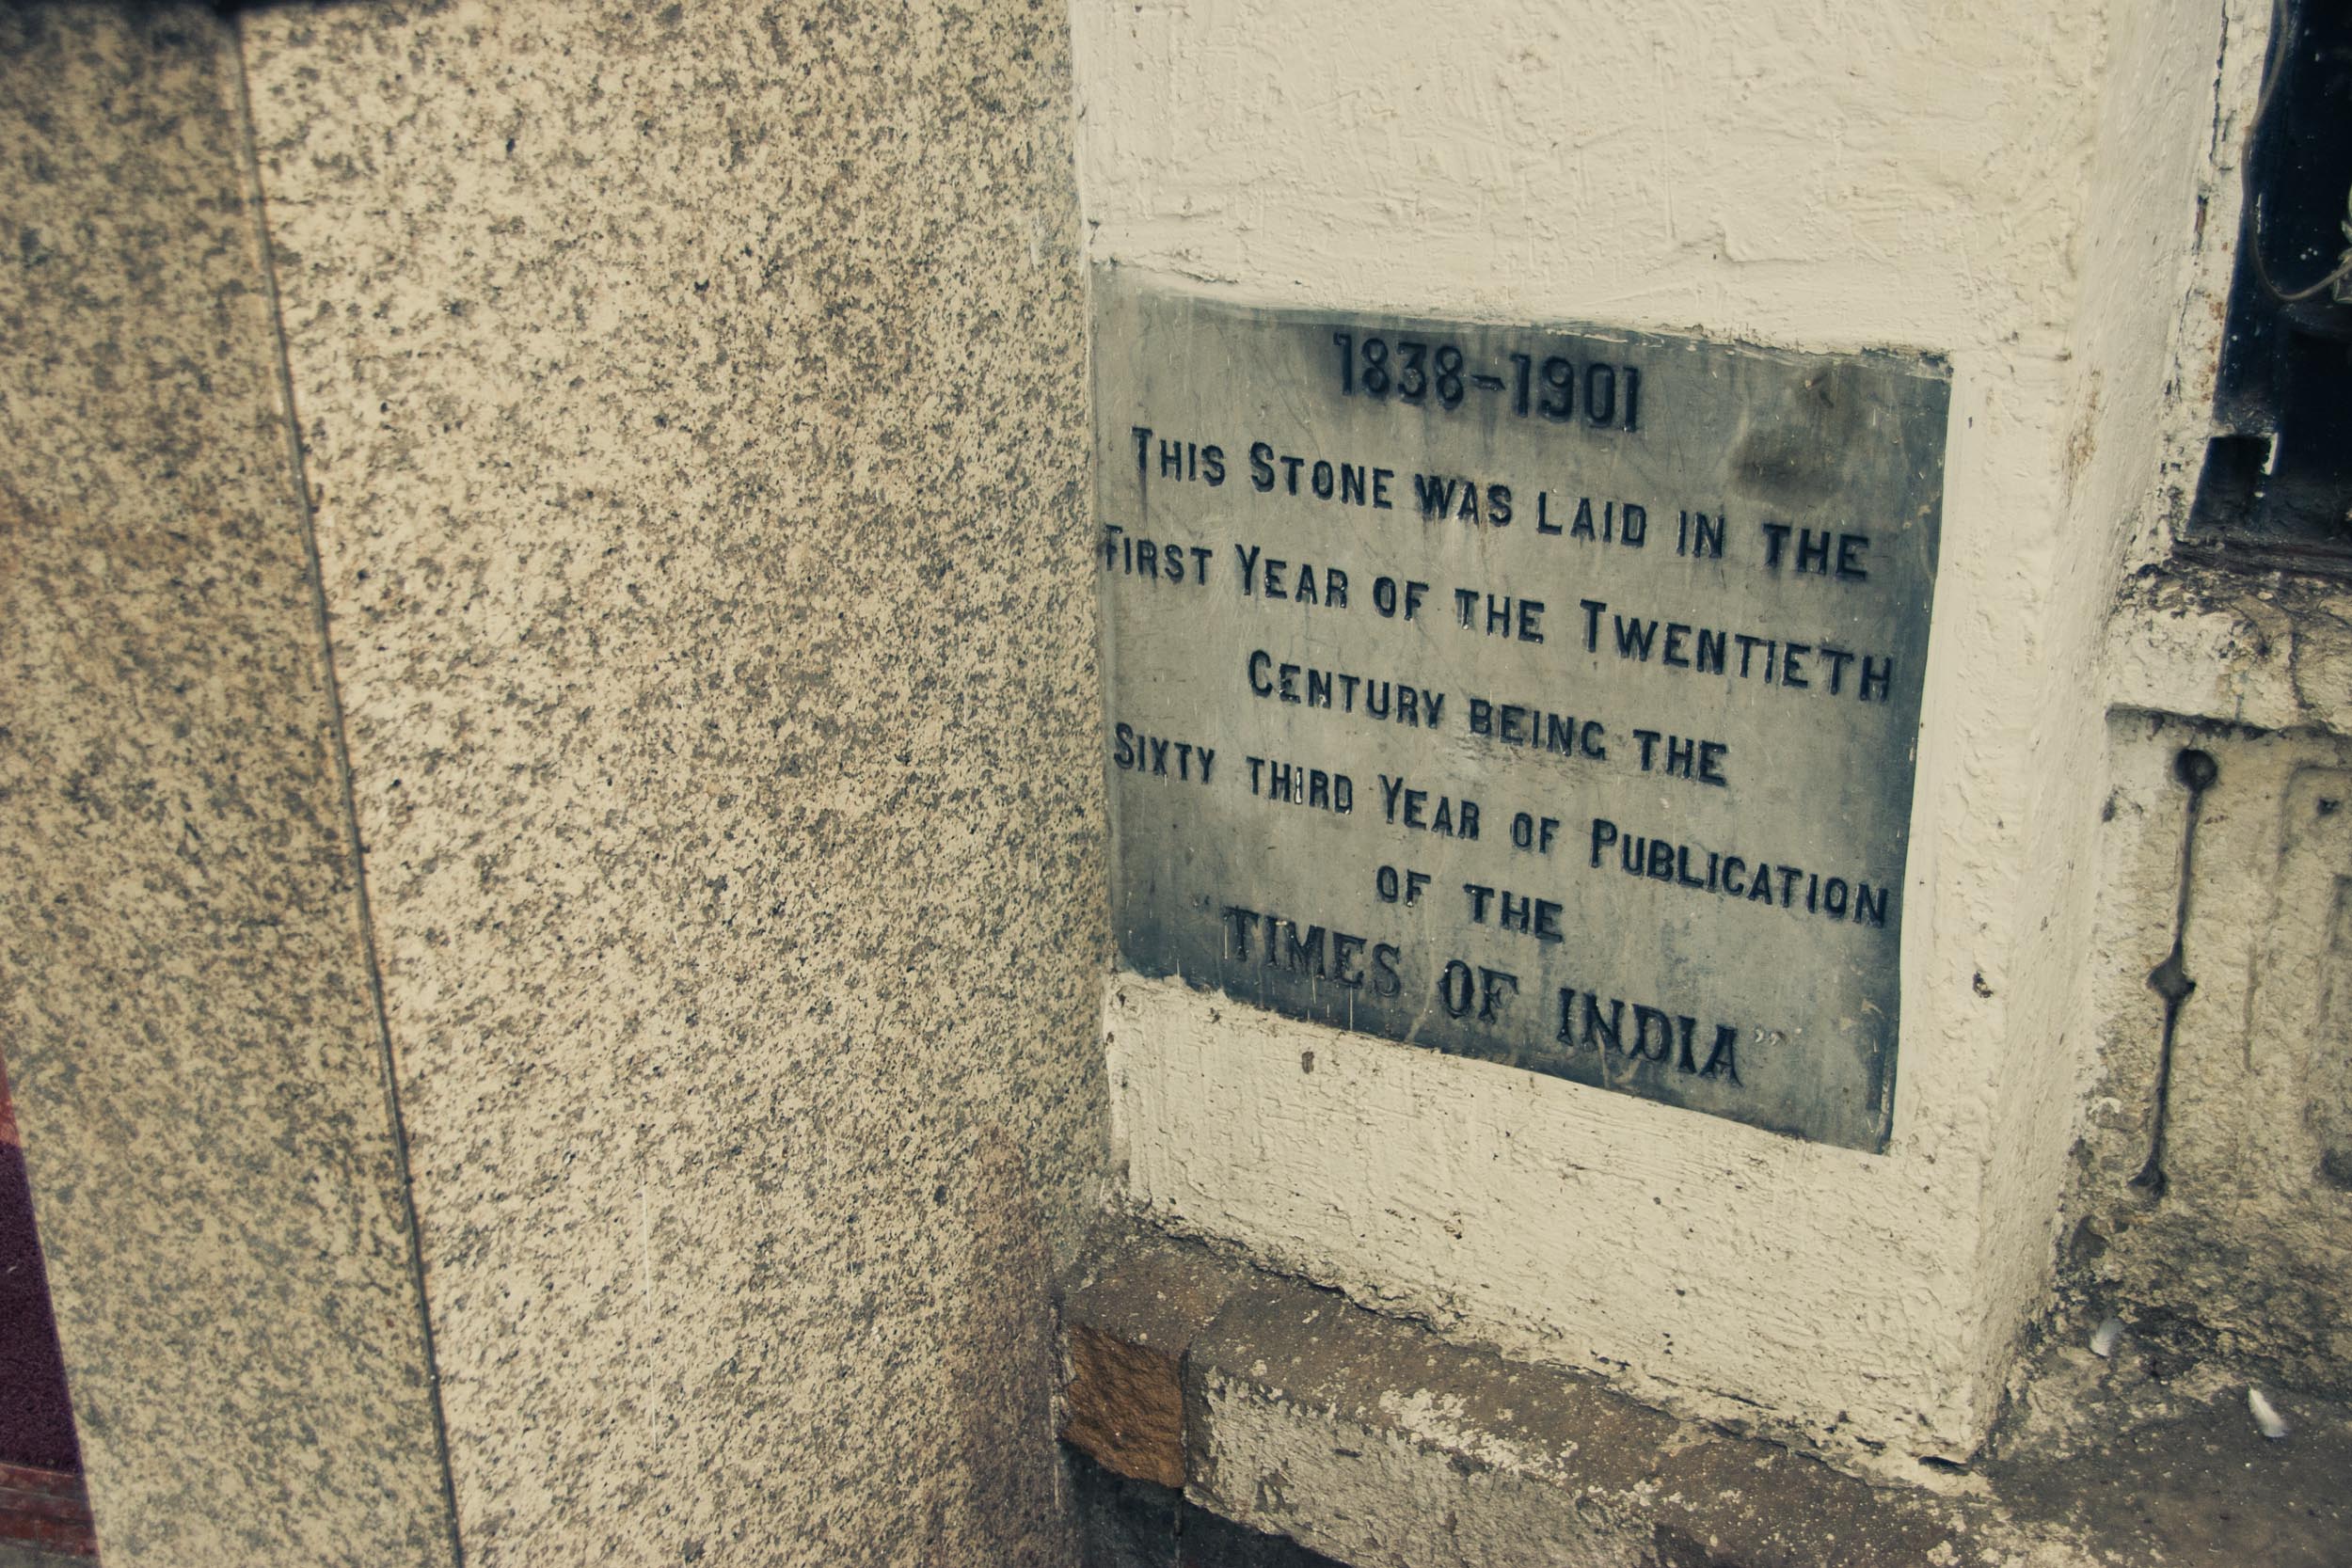 1838-1901
THIS STONE WAS LAID IN THE
FIRST YEAR OF THE TWENTIETH
CENTURY BEING THE
SIXTY THIRD YEAR OF PUBLICATION
OF THE
“TIMES OF INDIA”